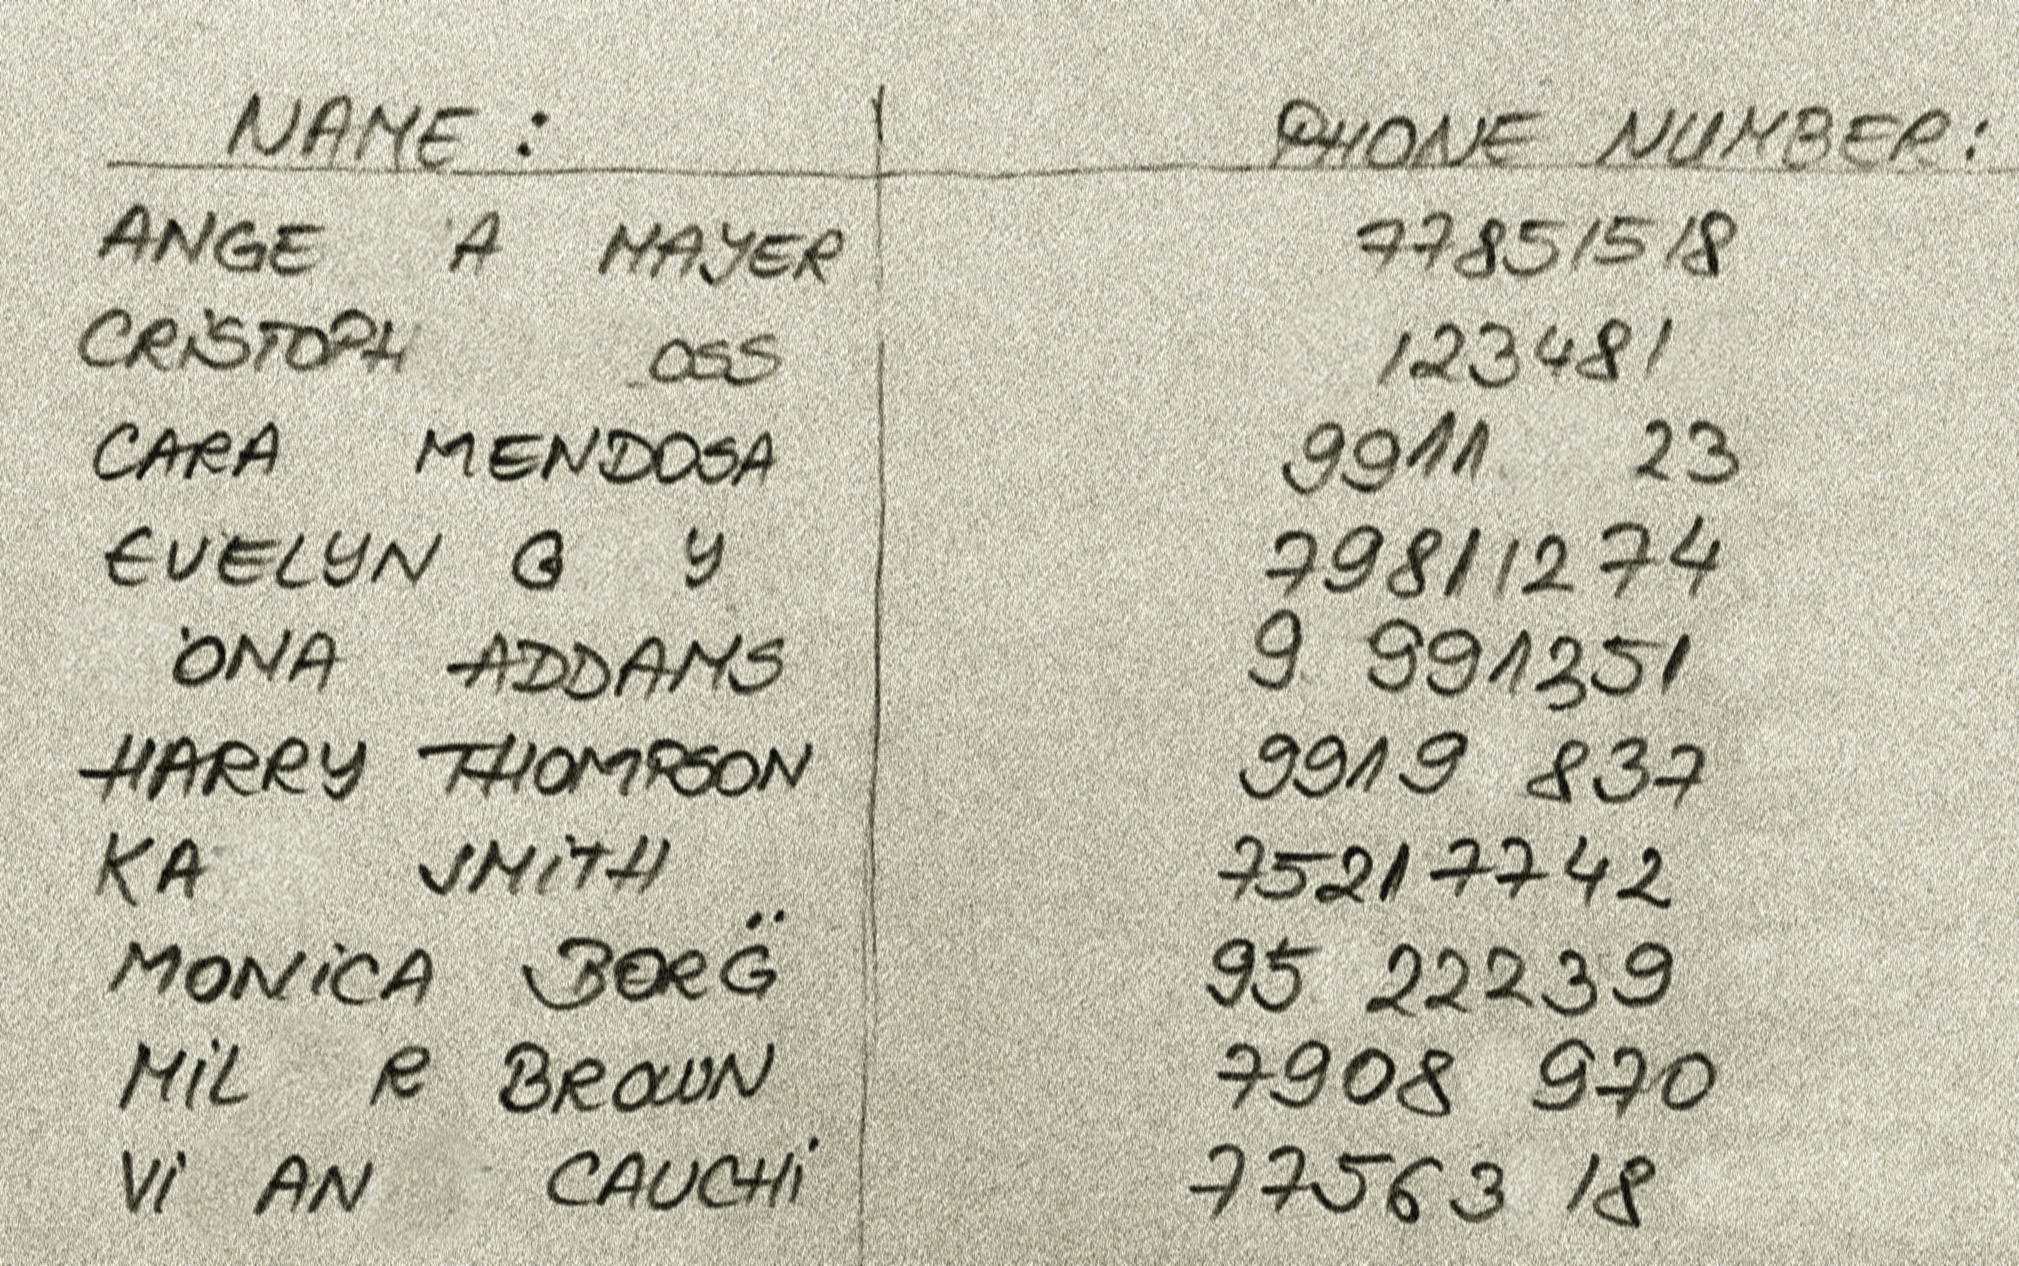 NAME: PHONE NUMBER:
ANGE A MAYER 77851518
CRISTOPH OSS 123481
CARA MENDOSA 9911 23
EVELYN G Y 79811274
ONA ADDAMS 9 991351
HARRY THOMPSON 9919 837
KA SMiTH 75217742
MONiCA BORG̈ 95 22239
MiL R BROWN 7908 970
Vi AN CAUCHi 77563 18